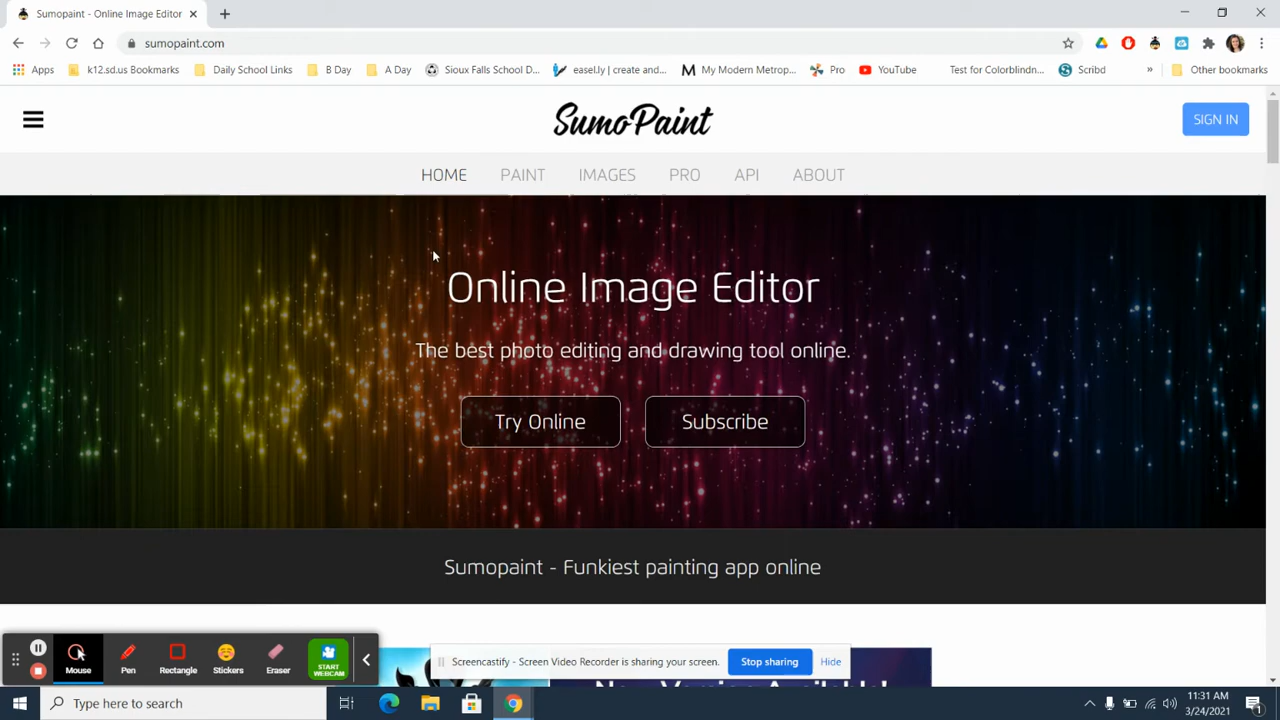 Sumopaint - Online Image Editor
sumopaint.com
Apps k12.sd.us Bookmarks Daily School Links B Day A Day Sioux Falls School D... easel.ly | create and... My Modern Metrop... Pro YouTube Test for Colorblindn... Scribd » Other bookmarks
SumoPaint
SIGN IN
HOME PAINT IMAGES PRO API ABOUT
Online Image Editor
The best photo editing and drawing tool online.
Try Online Subscribe
Sumopaint - Funkiest painting app online
Mouse Pen Rectangle Stickers Eraser START
WEBCAM
Screencastify - Screen Video Recorder is sharing your screen. Stop sharing Hide
Type here to search
11:31 AM
3/24/2021
1